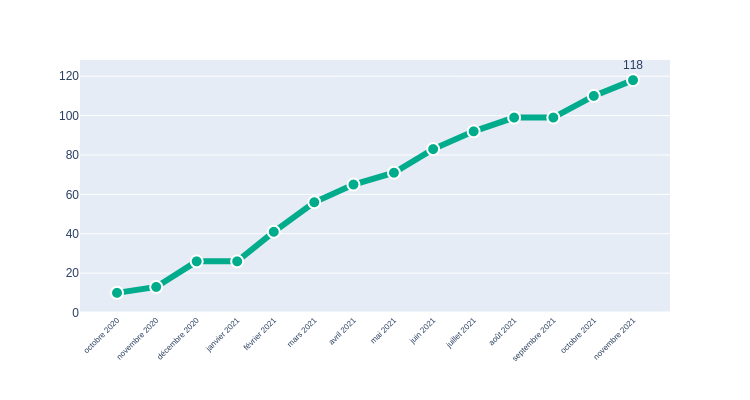 118
120
100
80
60
40
20
0
octobre 2020
novembre 2020
décembre 2020
janvier 2021
février 2021
mars 2021
avril 2021
mai 2021
juin 2021
juillet 2021
août 2021
septembre 2021
octobre 2021
novembre 2021